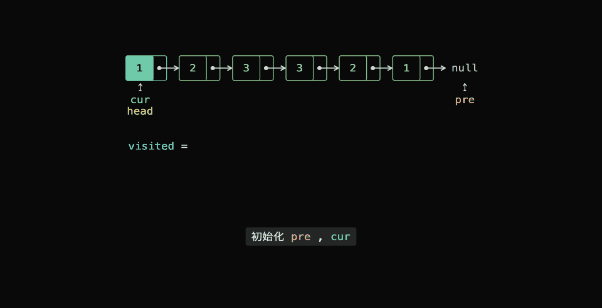 1 2 3 3 2 1 null
cur pre
head
visited =
初始化 pre , cur